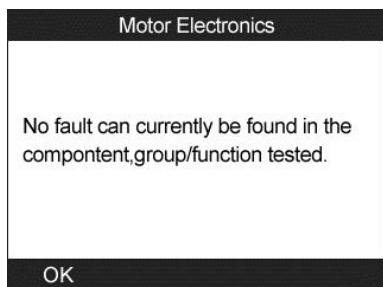 Motor Electronics
No fault can currently be found in the
compontent,group/function tested.
OK